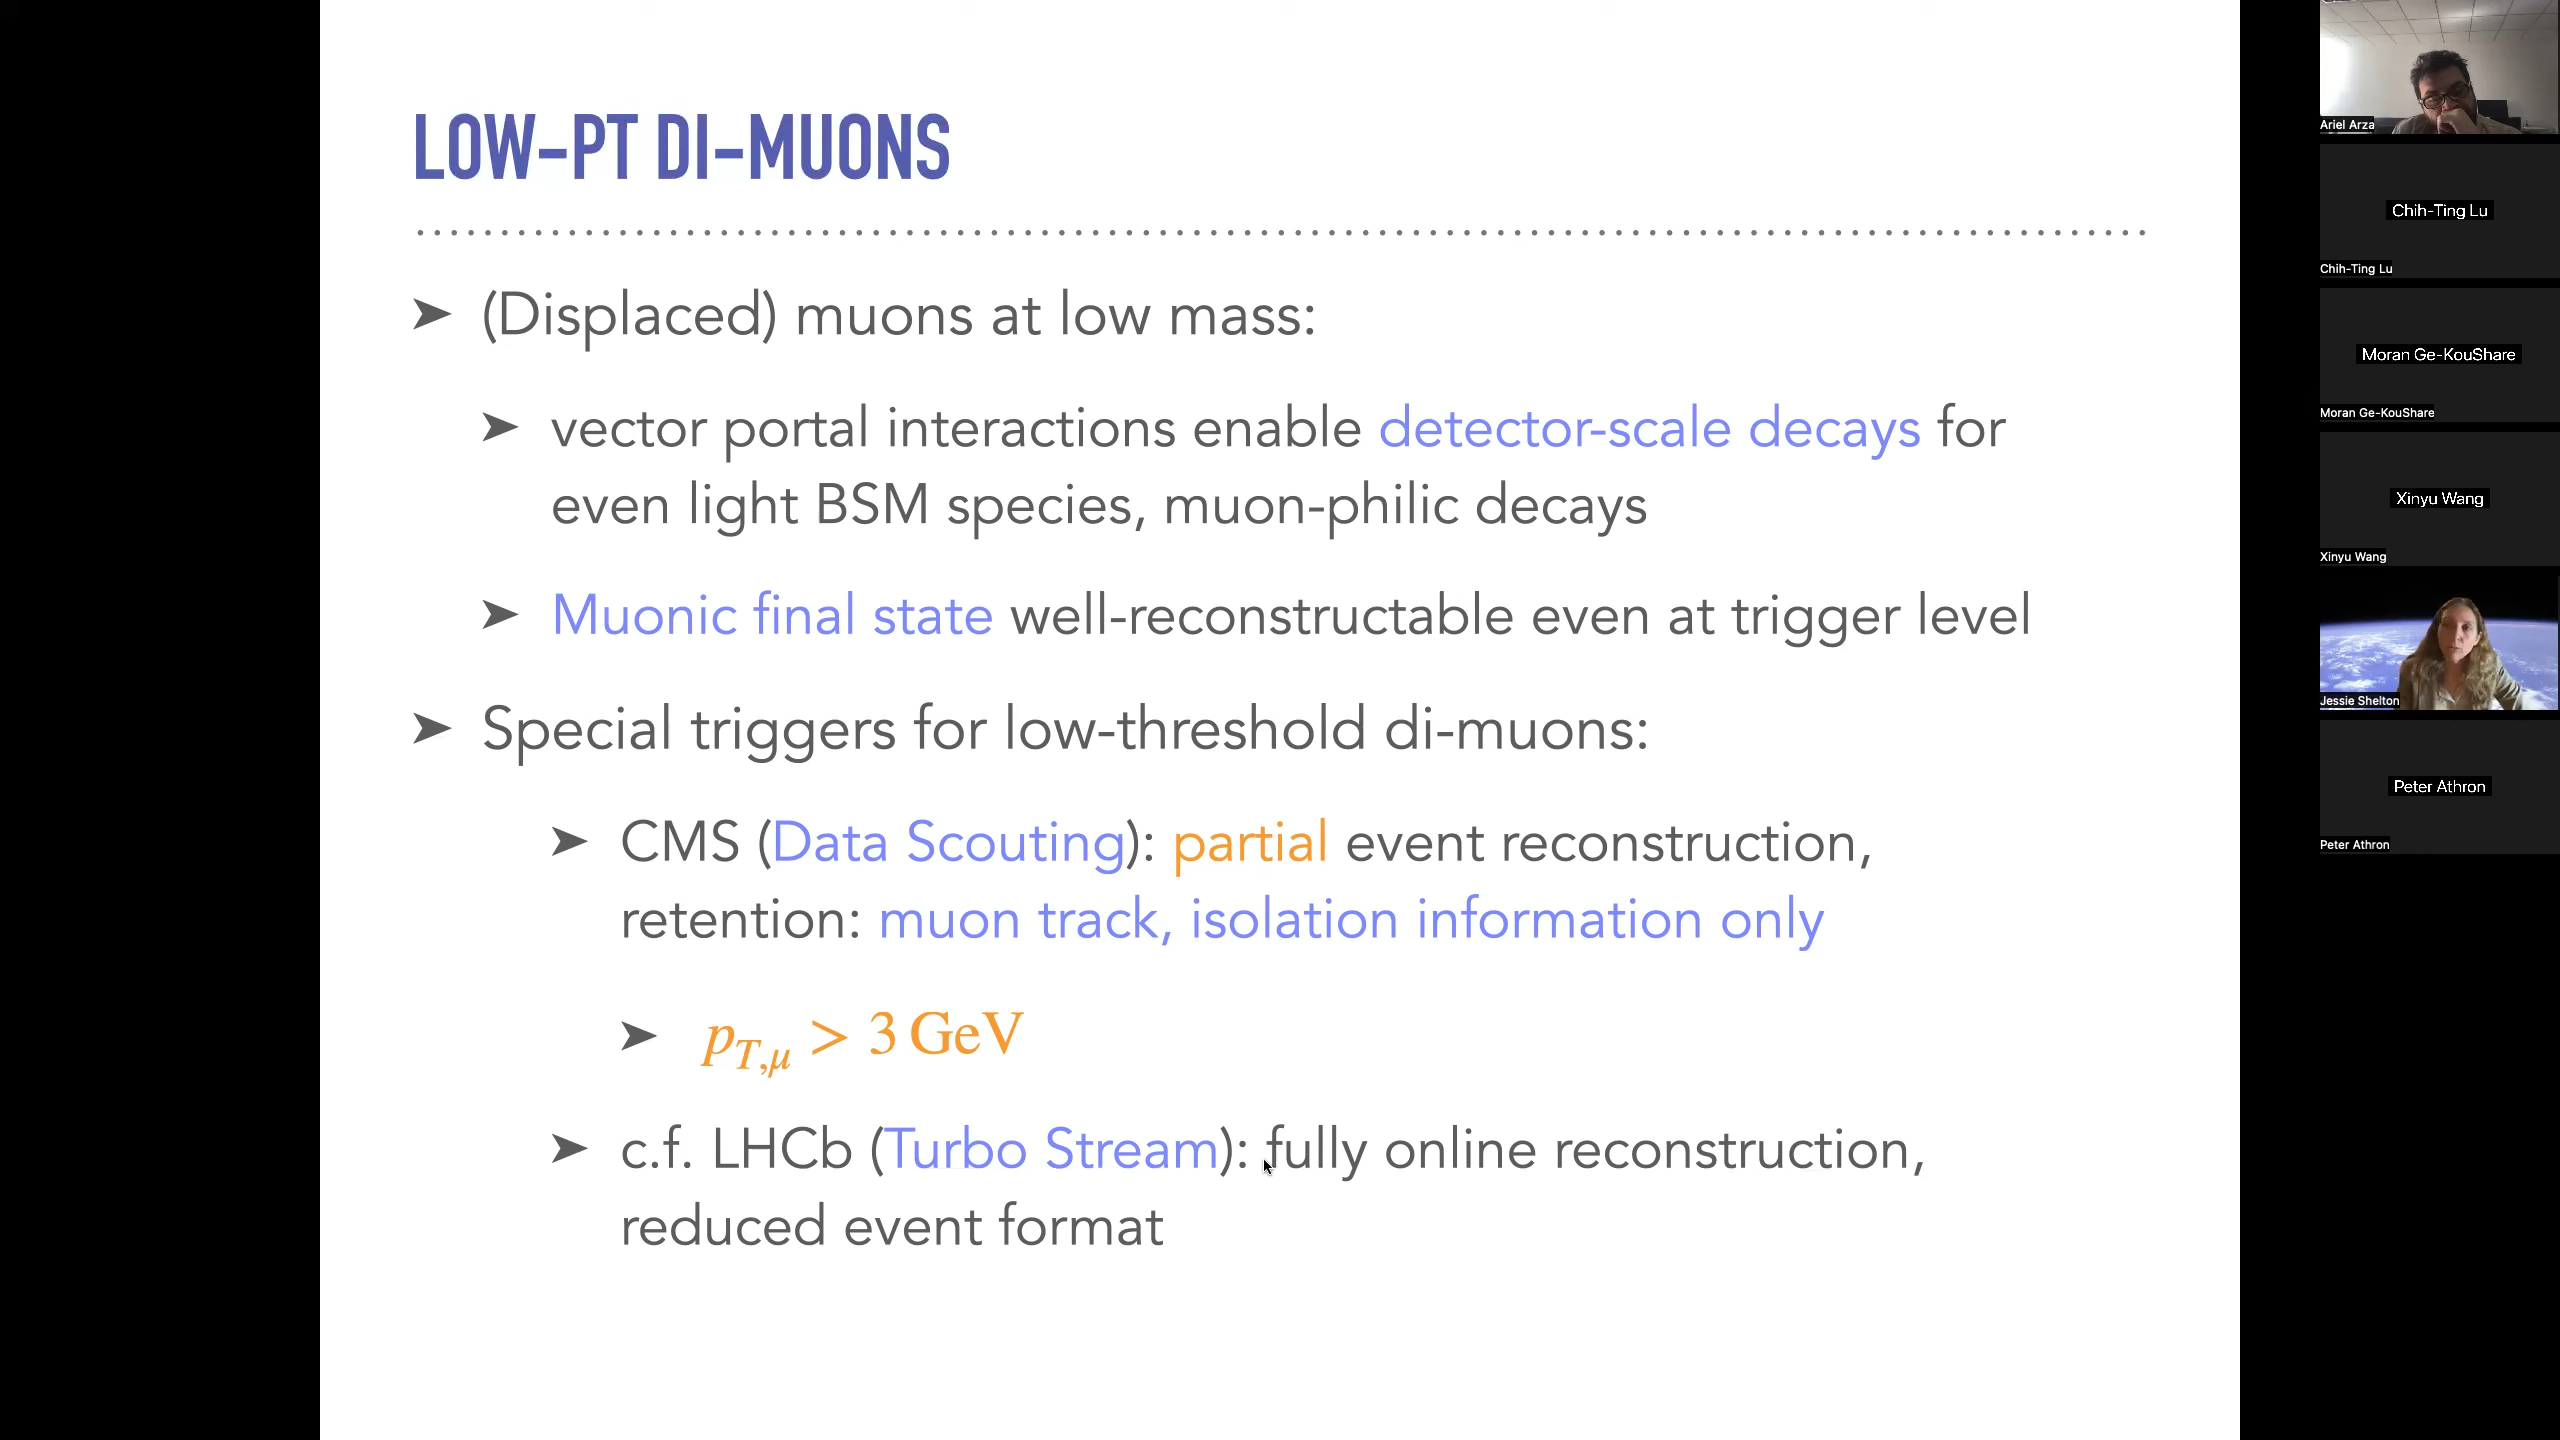 LOW-PT DI-MUONS
➤ (Displaced) muons at low mass:
➤ vector portal interactions enable detector-scale decays for
even light BSM species, muon-philic decays
➤ Muonic final state well-reconstructable even at trigger level
➤ Special triggers for low-threshold di-muons:
➤ CMS (Data Scouting): partial event reconstruction,
retention: muon track, isolation information only
➤ p_{T,μ} > 3 GeV
➤ c.f. LHCb (Turbo Stream): fully online reconstruction,
reduced event format
Ariel Arza
Chih-Ting Lu
Chih-Ting Lu
Moran Ge-KouShare
Moran Ge-KouShare
Xinyu Wang
Xinyu Wang
Jessie Shelton
Peter Athron
Peter Athron